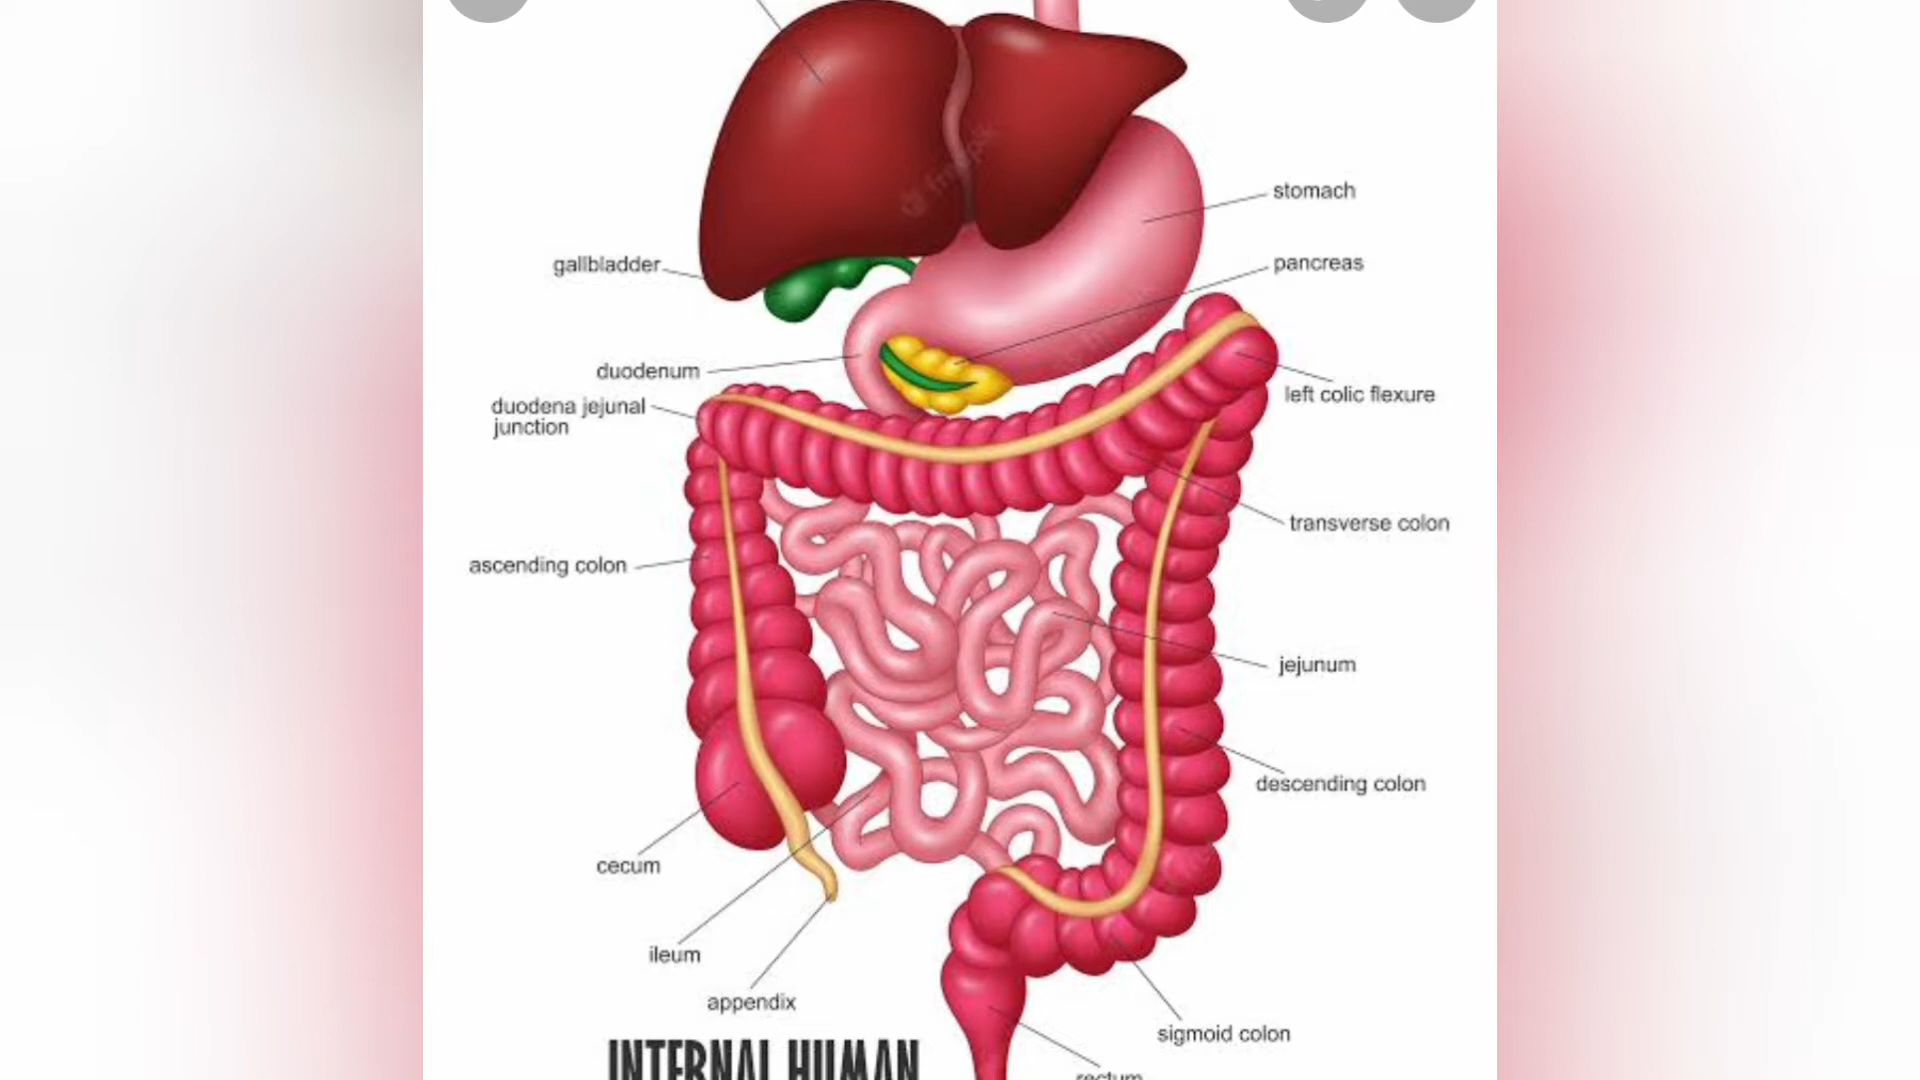 stomach
gallbladder
pancreas
duodenum
left colic flexure
duodena jejunal
junction
transverse colon
ascending colon
jejunum
descending colon
cecum
ileum
appendix
sigmoid colon
rectum
INTERNAL HUMAN